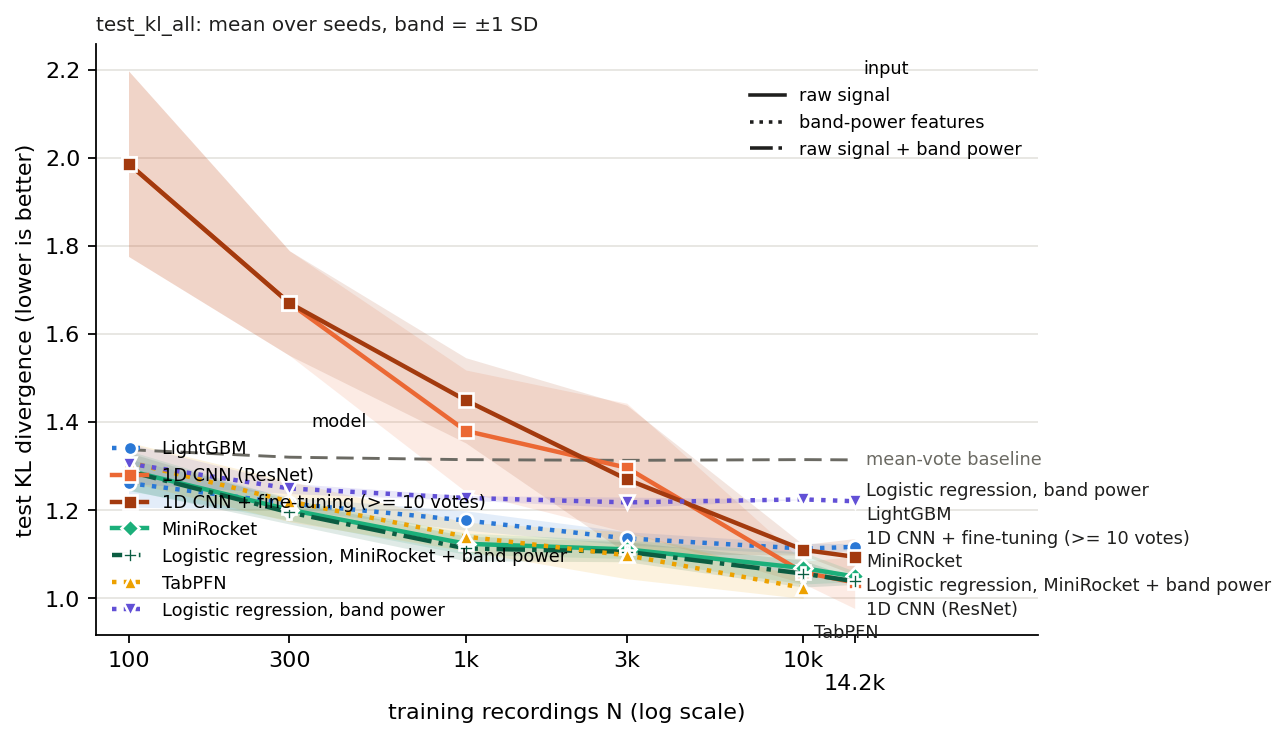 test_kl_all: mean over seeds, band = ±1 SD
test KL divergence (lower is better)
2.2
2.0
1.8
1.6
1.4
1.2
1.0
input
raw signal
band-power features
raw signal + band power
model
LightGBM
1D CNN (ResNet)
1D CNN + fine-tuning (>= 10 votes)
MiniRocket
Logistic regression, MiniRocket + band power
TabPFN
Logistic regression, band power
mean-vote baseline
Logistic regression, band power
LightGBM
1D CNN + fine-tuning (>= 10 votes)
MiniRocket
Logistic regression, MiniRocket + band power
1D CNN (ResNet)
TabPFN
100
300
1k
3k
10k
14.2k
training recordings N (log scale)